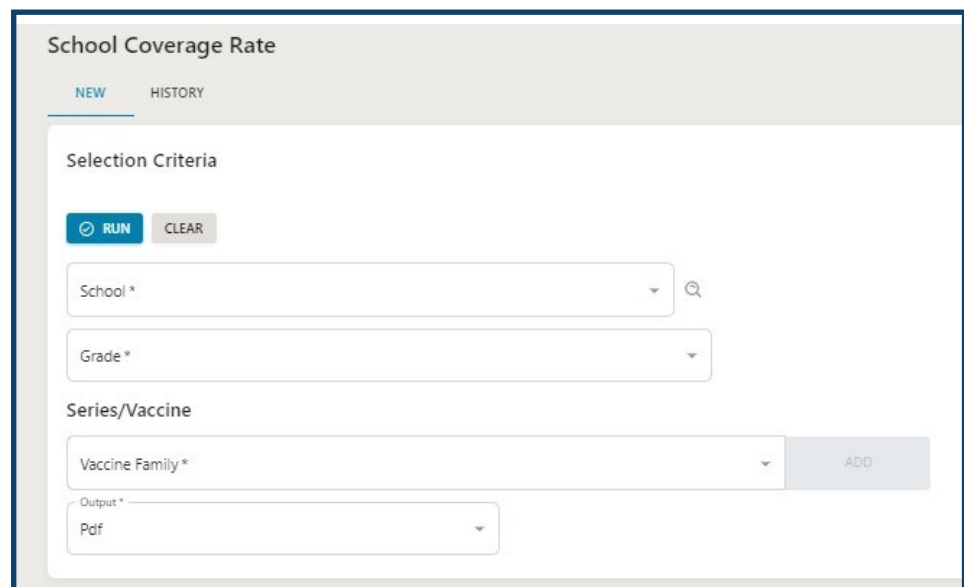 School Coverage Rate
NEW HISTORY
Selection Criteria
RUN CLEAR
School *
Grade *
Series/Vaccine
Vaccine Family * ADD
Output *
Pdf